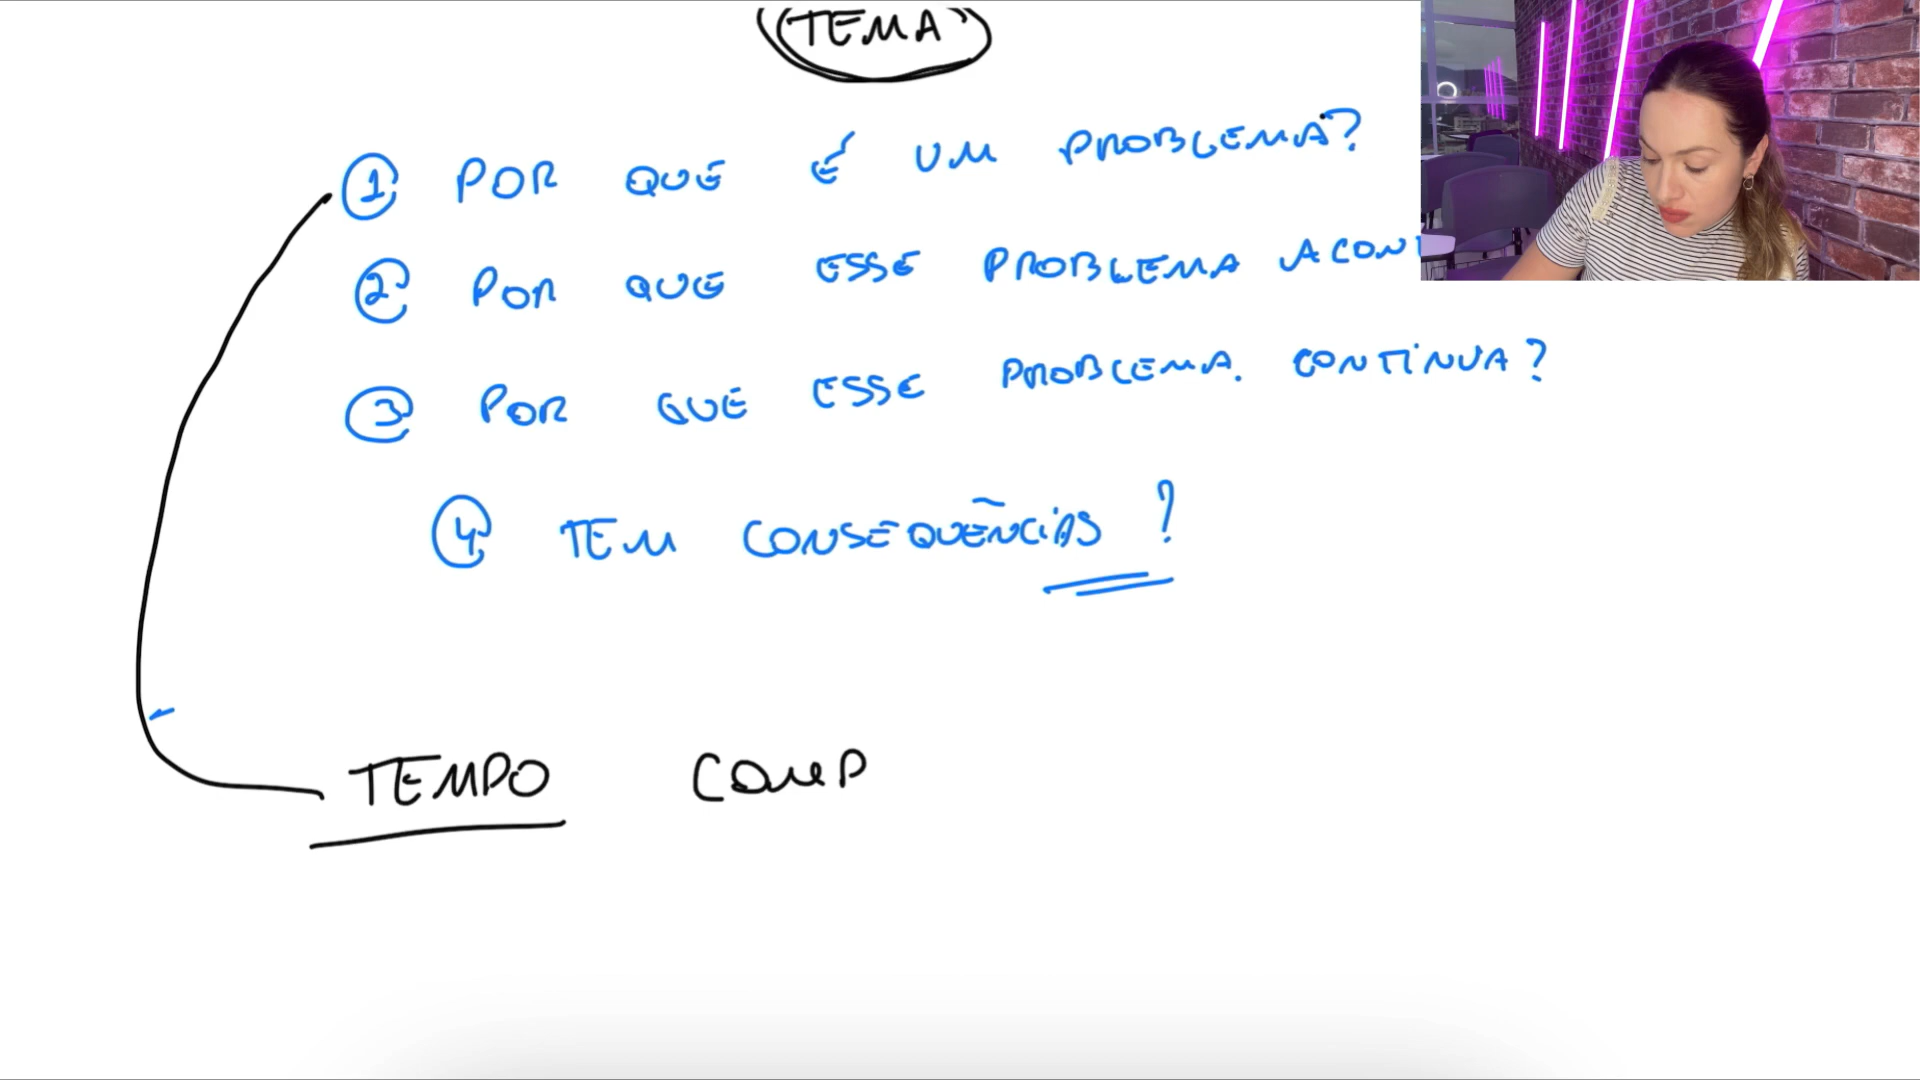 TEMA
1 POR QUE É UM PROBLEMA?
2 POR QUE ESSE PROBLEMA ACONT
3 POR QUE ESSE PROBLEMA. CONTINUA?
4 TEM CONSEQUÊNCIAS?
TEMPO COMP